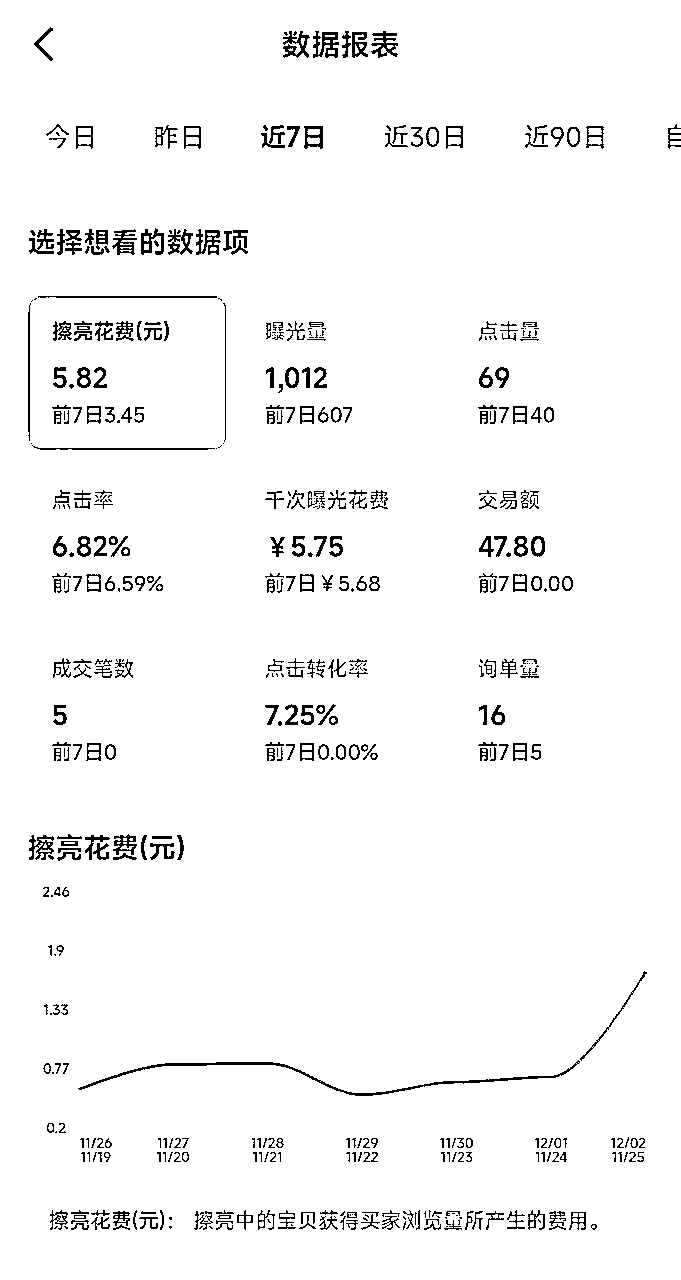 数据报表
今日 昨日 近7日 近30日 近90日
选择想看的数据项
擦亮花费(元) 曝光量 点击量
5.82 1,012 69
前7日3.45 前7日607 前7日40
点击率 千次曝光花费 交易额
6.82% ¥5.75 47.80
前7日6.59% 前7日¥5.68 前7日0.00
成交笔数 点击转化率 询单量
5 7.25% 16
前7日0 前7日0.00% 前7日5
擦亮花费(元)
2.46
1.9
1.33
0.77
0.2
11/26 11/27 11/28 11/29 11/30 12/01 12/02
11/19 11/20 11/21 11/22 11/23 11/24 11/25
擦亮花费(元)： 擦亮中的宝贝获得买家浏览量所产生的费用。